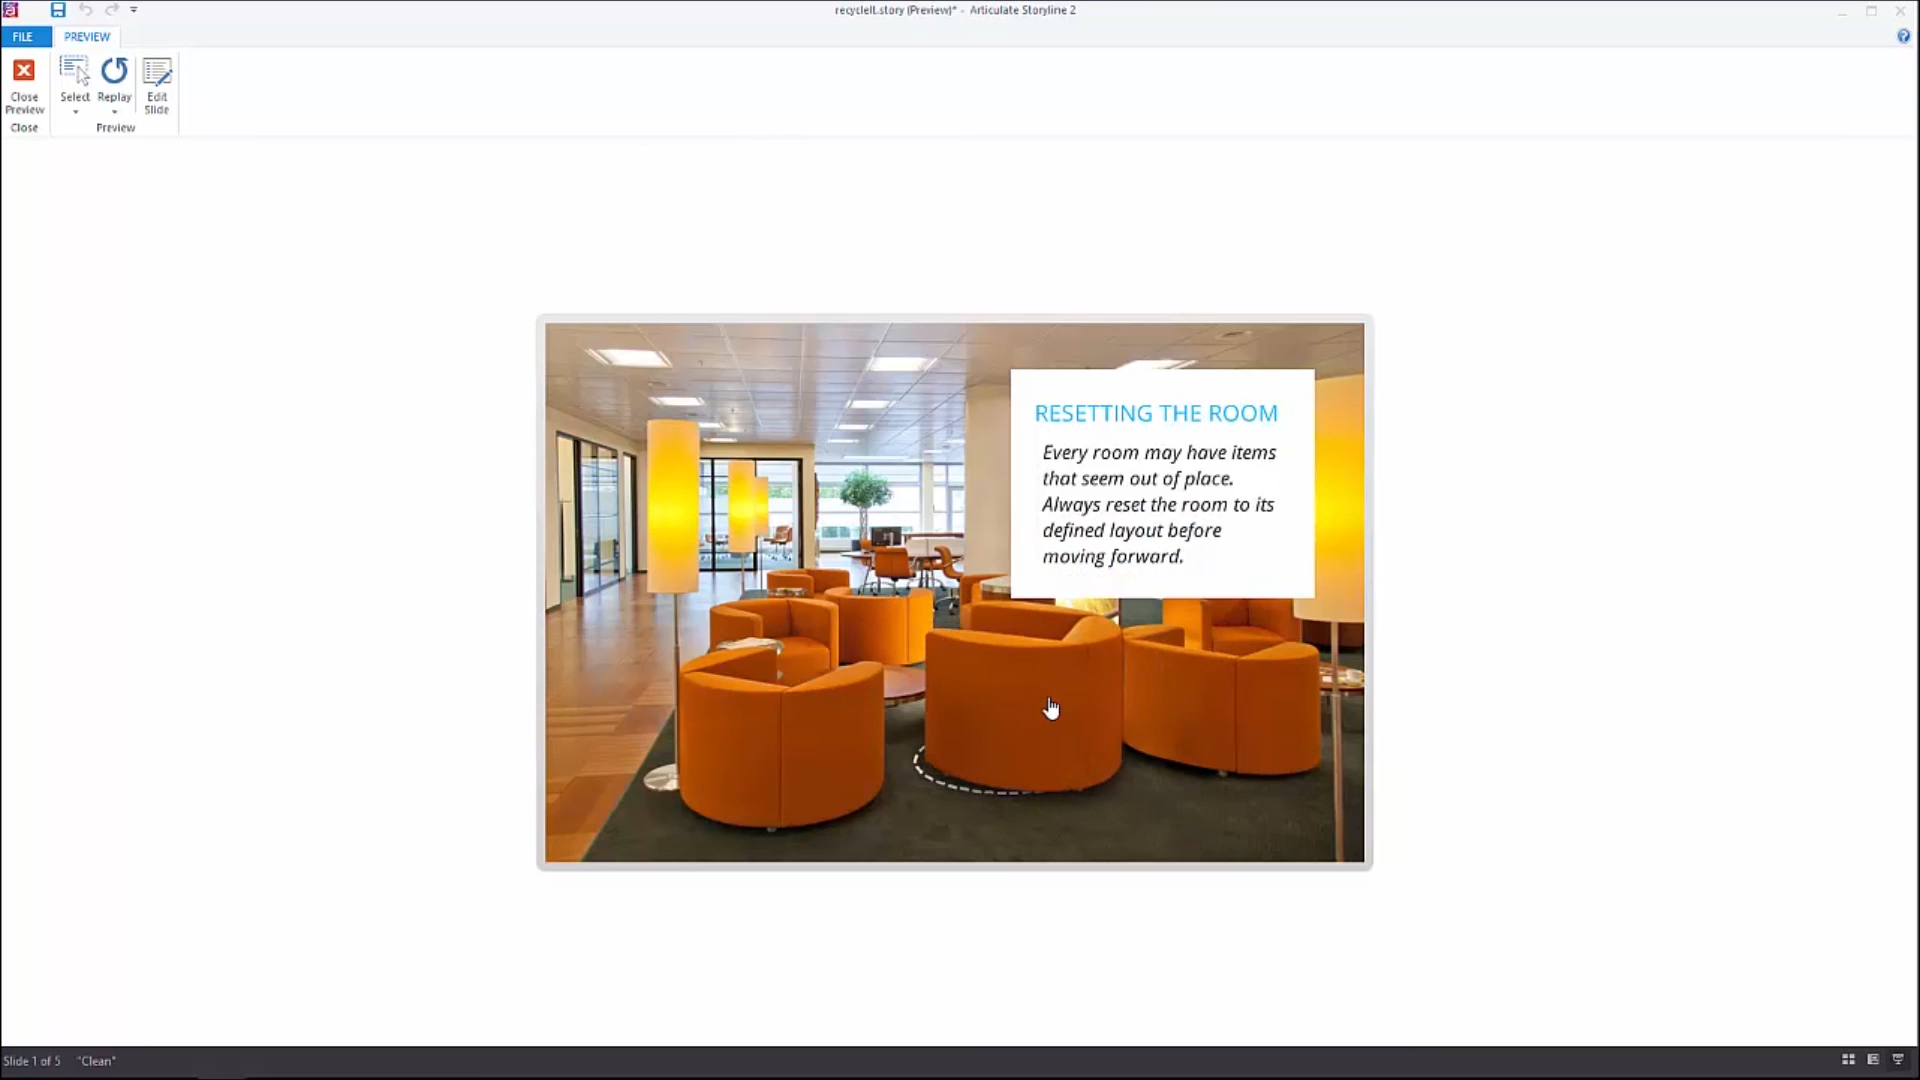 recycleIt.story (Preview)* - Articulate Storyline 2
FILE
PREVIEW
Close Preview
Select
Replay
Edit Slide
Close
Preview
RESETTING THE ROOM
Every room may have items
that seem out of place.
Always reset the room to its
defined layout before
moving forward.
Slide 1 of 5
"Clean"